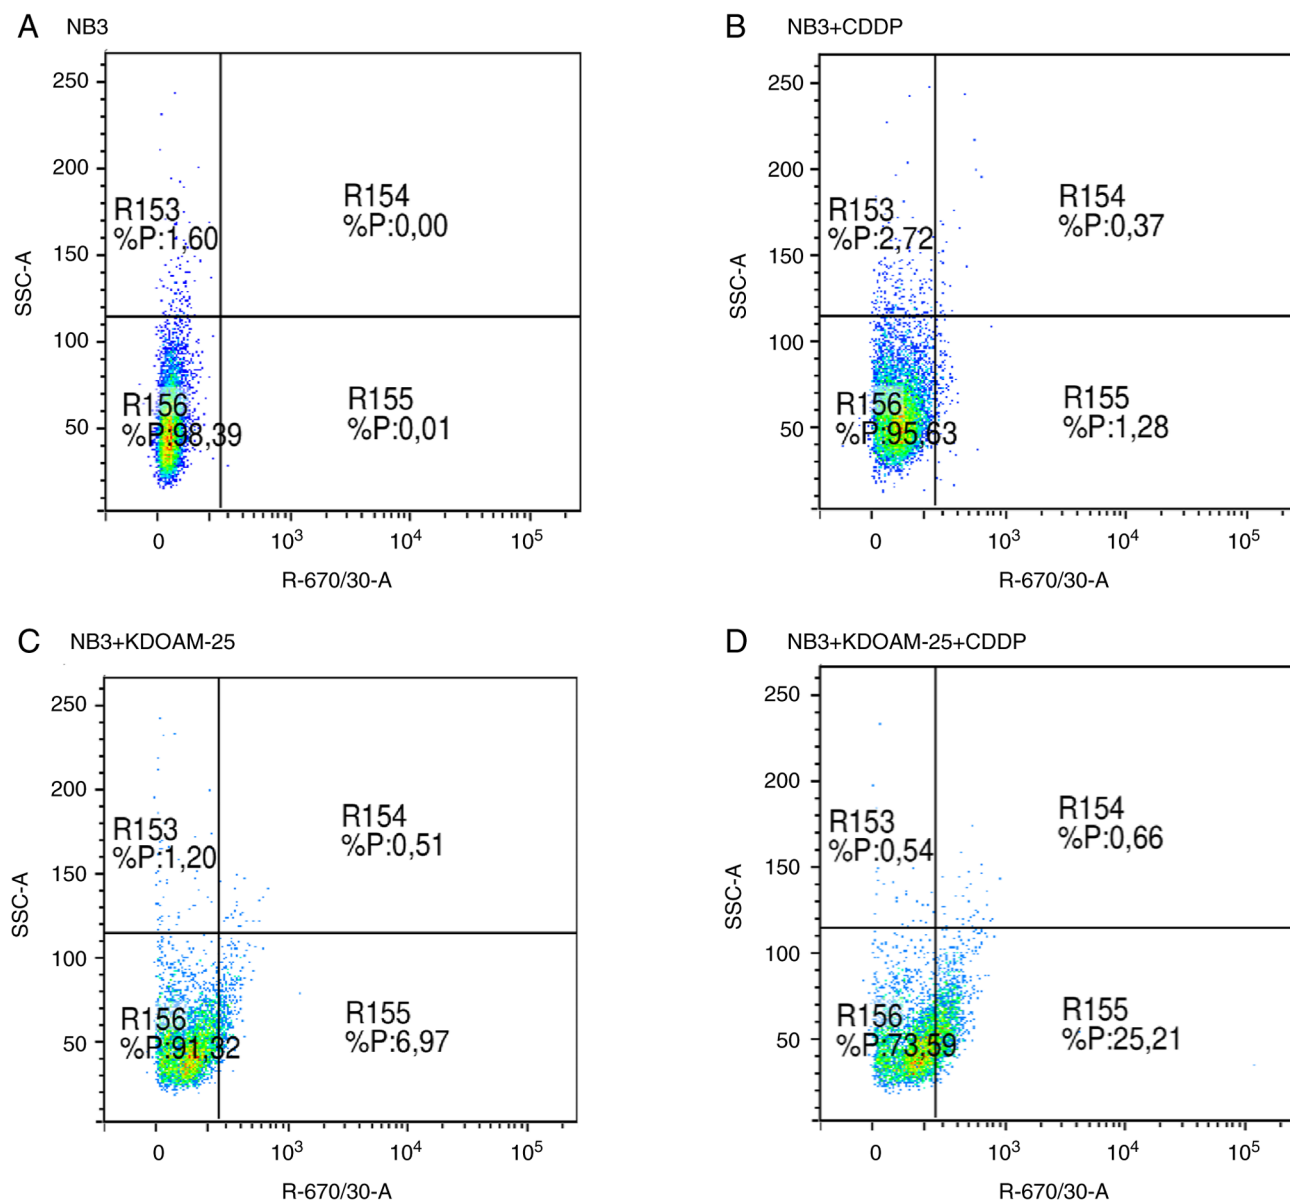 A NB3
250
200
150
100
50
SSC-A
R153
%P:1,60
R154
%P:0,00
R156
%P:98,39
R155
%P:0,01
0 10³ 10⁴ 10⁵
R-670/30-A
B NB3+CDDP
250
200
150
100
50
SSC-A
R153
%P:2,72
R154
%P:0,37
R156
%P:95,63
R155
%P:1,28
0 10³ 10⁴ 10⁵
R-670/30-A
C NB3+KDOAM-25
250
200
150
100
50
SSC-A
R153
%P:1,20
R154
%P:0,51
R156
%P:91,32
R155
%P:6,97
0 10³ 10⁴ 10⁵
R-670/30-A
D NB3+KDOAM-25+CDDP
250
200
150
100
50
SSC-A
R153
%P:0,54
R154
%P:0,66
R156
%P:73,59
R155
%P:25,21
0 10³ 10⁴ 10⁵
R-670/30-A